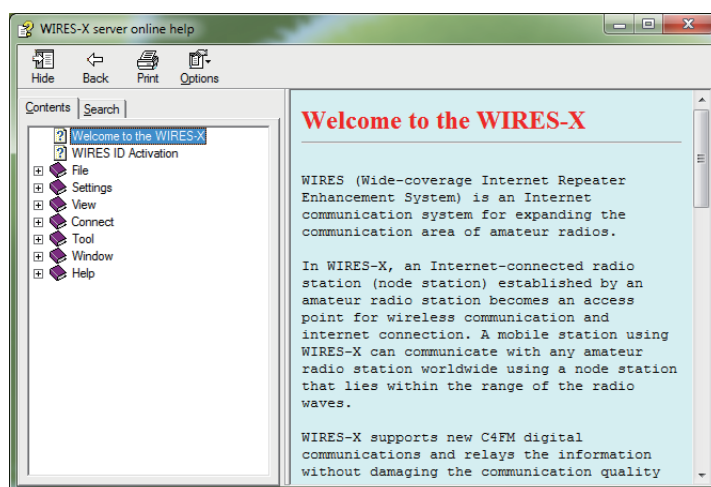 WIRES-X server online help
Hide Back Print Options
Contents Search
Welcome to the WIRES-X
WIRES ID Activation
File
Settings
View
Connect
Tool
Window
Help
Welcome to the WIRES-X
WIRES (Wide-coverage Internet Repeater
Enhancement System) is an Internet
communication system for expanding the
communication area of amateur radios.
In WIRES-X, an Internet-connected radio
station (node station) established by an
amateur radio station becomes an access
point for wireless communication and
internet connection. A mobile station using
WIRES-X can communicate with any amateur
radio station worldwide using a node station
that lies within the range of the radio
waves.
WIRES-X supports new C4FM digital
communications and relays the information
without damaging the communication quality